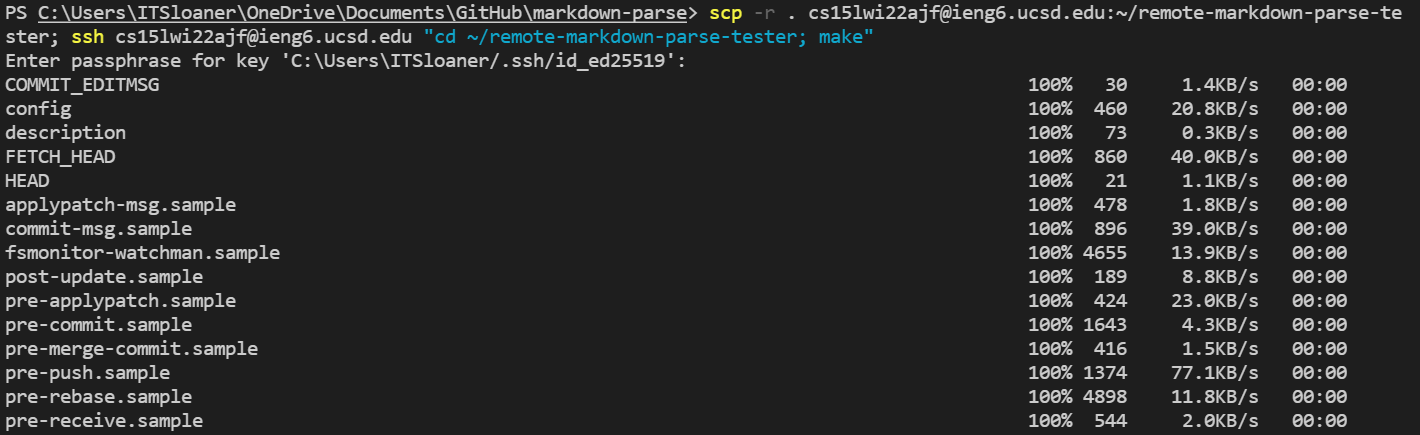 PS C:\Users\ITSloaner\OneDrive\Documents\GitHub\markdown-parse> scp -r . cs15lwi22ajf@ieng6.ucsd.edu:~/remote-markdown-parse-te
ster; ssh cs15lwi22ajf@ieng6.ucsd.edu "cd ~/remote-markdown-parse-tester; make"
Enter passphrase for key 'C:\Users\ITSloaner/.ssh/id_ed25519':
COMMIT_EDITMSG 100% 30 1.4KB/s 00:00
config 100% 460 20.8KB/s 00:00
description 100% 73 0.3KB/s 00:00
FETCH_HEAD 100% 860 40.0KB/s 00:00
HEAD 100% 21 1.1KB/s 00:00
applypatch-msg.sample 100% 478 1.8KB/s 00:00
commit-msg.sample 100% 896 39.0KB/s 00:00
fsmonitor-watchman.sample 100% 4655 13.9KB/s 00:00
post-update.sample 100% 189 8.8KB/s 00:00
pre-applypatch.sample 100% 424 23.0KB/s 00:00
pre-commit.sample 100% 1643 4.3KB/s 00:00
pre-merge-commit.sample 100% 416 1.5KB/s 00:00
pre-push.sample 100% 1374 77.1KB/s 00:00
pre-rebase.sample 100% 4898 11.8KB/s 00:00
pre-receive.sample 100% 544 2.0KB/s 00:00